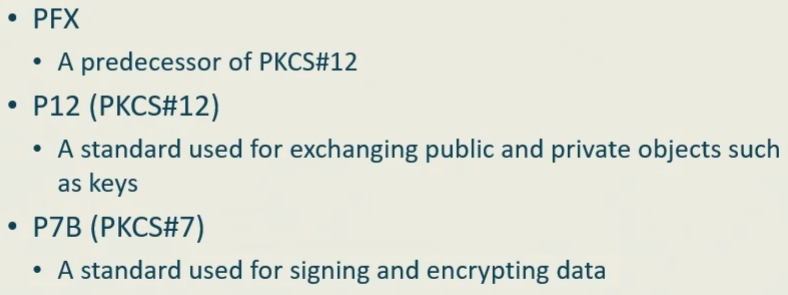 • PFX
• A predecessor of PKCS#12
• P12 (PKCS#12)
• A standard used for exchanging public and private objects such
as keys
• P7B (PKCS#7)
• A standard used for signing and encrypting data